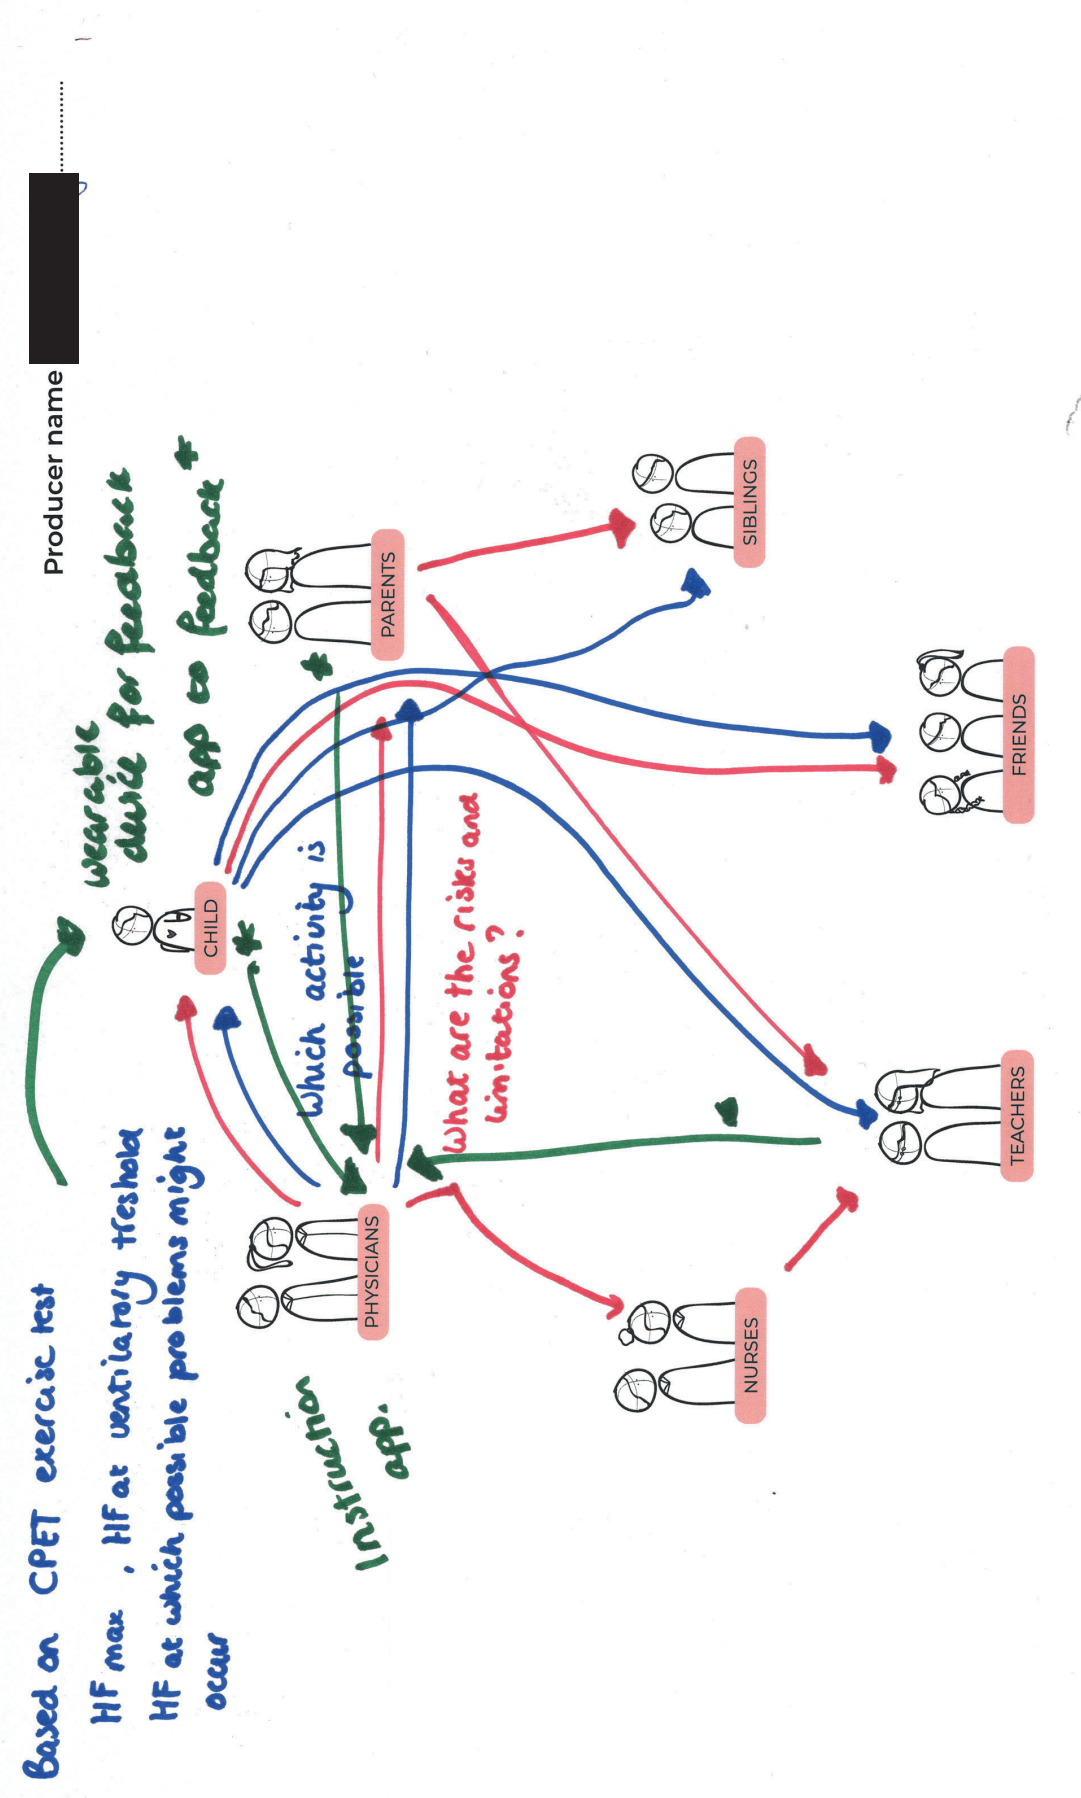 Based on CPET exercise test
HF max , HF at ventilatory treshold
HF at which possible problems might
occur
wearable
device for feedback
app to feedback *
Producer name
Instruction
app.
Which activity is
possible
What are the risks and
limitations?
CHILD
PHYSICIANS
PARENTS
NURSES
SIBLINGS
TEACHERS
FRIENDS